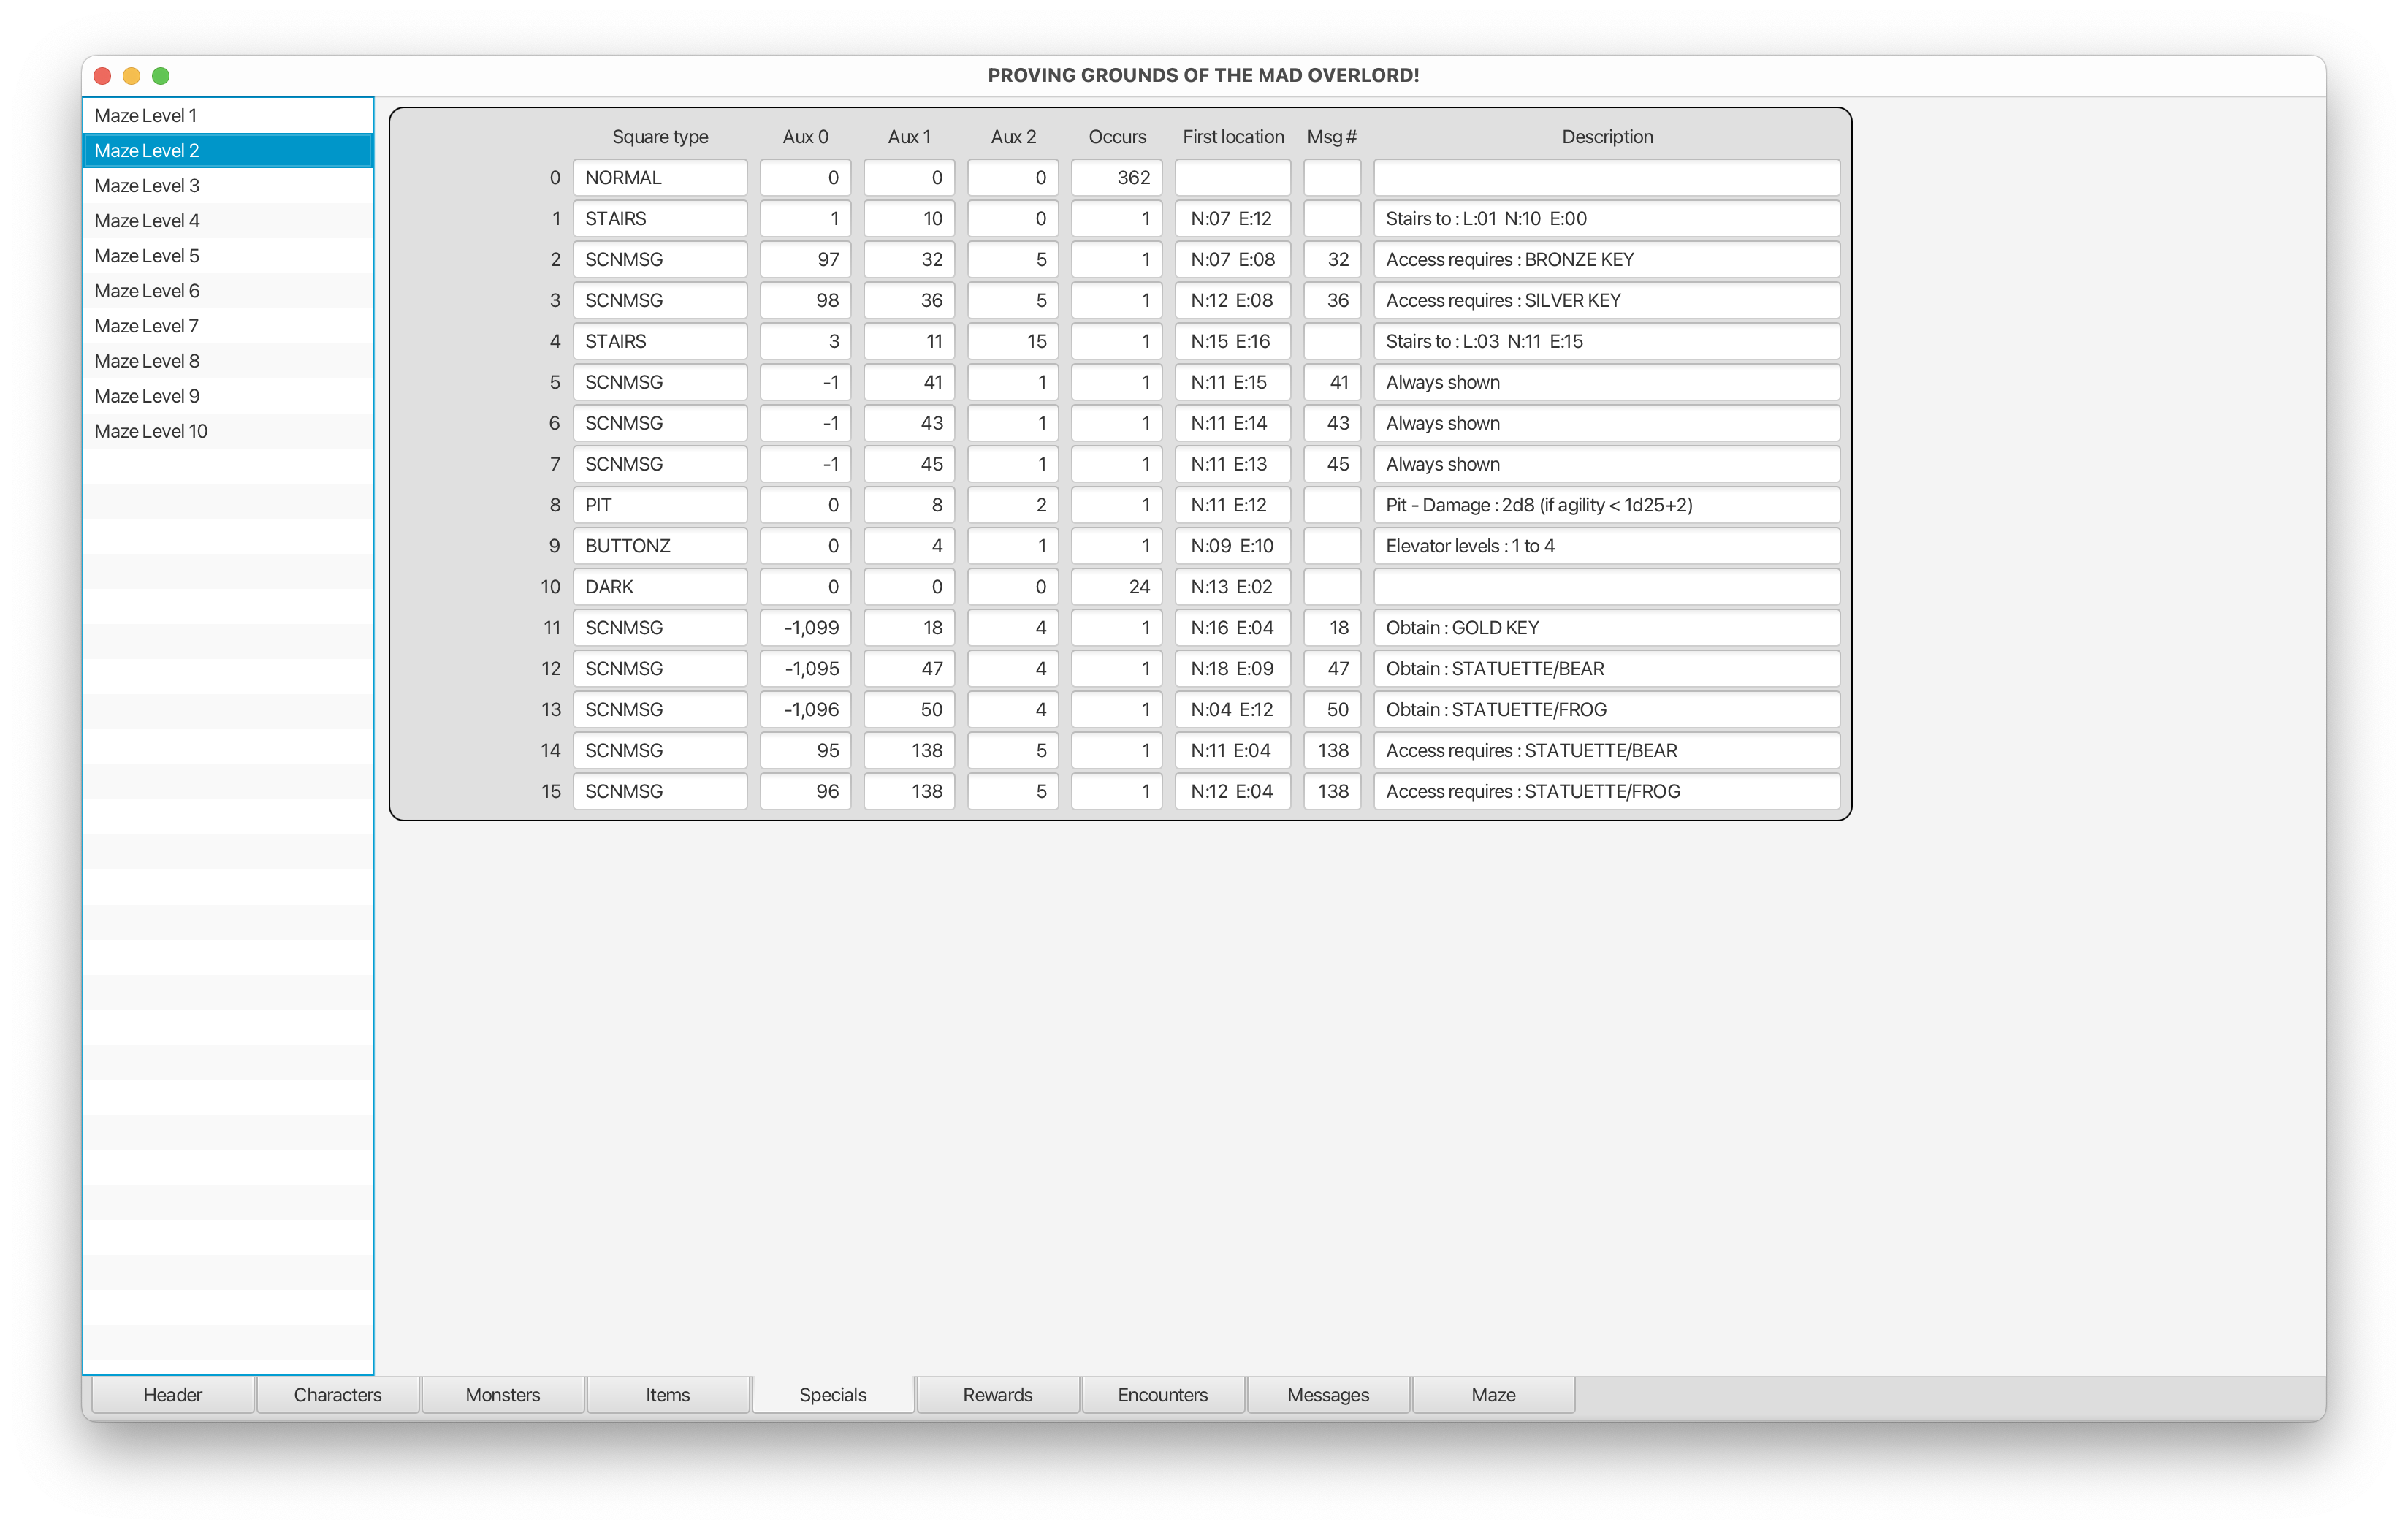 PROVING GROUNDS OF THE MAD OVERLORD!
Maze Level 1
Maze Level 2
Maze Level 3
Maze Level 4
Maze Level 5
Maze Level 6
Maze Level 7
Maze Level 8
Maze Level 9
Maze Level 10
Square type Aux 0 Aux 1 Aux 2 Occurs First location Msg # Description
0 NORMAL 0 0 0 362
1 STAIRS 1 10 0 1 N:07 E:12 Stairs to : L:01 N:10 E:00
2 SCNMSG 97 32 5 1 N:07 E:08 32 Access requires : BRONZE KEY
3 SCNMSG 98 36 5 1 N:12 E:08 36 Access requires : SILVER KEY
4 STAIRS 3 11 15 1 N:15 E:16 Stairs to : L:03 N:11 E:15
5 SCNMSG -1 41 1 1 N:11 E:15 41 Always shown
6 SCNMSG -1 43 1 1 N:11 E:14 43 Always shown
7 SCNMSG -1 45 1 1 N:11 E:13 45 Always shown
8 PIT 0 8 2 1 N:11 E:12 Pit - Damage : 2d8 (if agility < 1d25+2)
9 BUTTONZ 0 4 1 1 N:09 E:10 Elevator levels : 1 to 4
10 DARK 0 0 0 24 N:13 E:02
11 SCNMSG -1,099 18 4 1 N:16 E:04 18 Obtain : GOLD KEY
12 SCNMSG -1,095 47 4 1 N:18 E:09 47 Obtain : STATUETTE/BEAR
13 SCNMSG -1,096 50 4 1 N:04 E:12 50 Obtain : STATUETTE/FROG
14 SCNMSG 95 138 5 1 N:11 E:04 138 Access requires : STATUETTE/BEAR
15 SCNMSG 96 138 5 1 N:12 E:04 138 Access requires : STATUETTE/FROG
Header Characters Monsters Items Specials Rewards Encounters Messages Maze